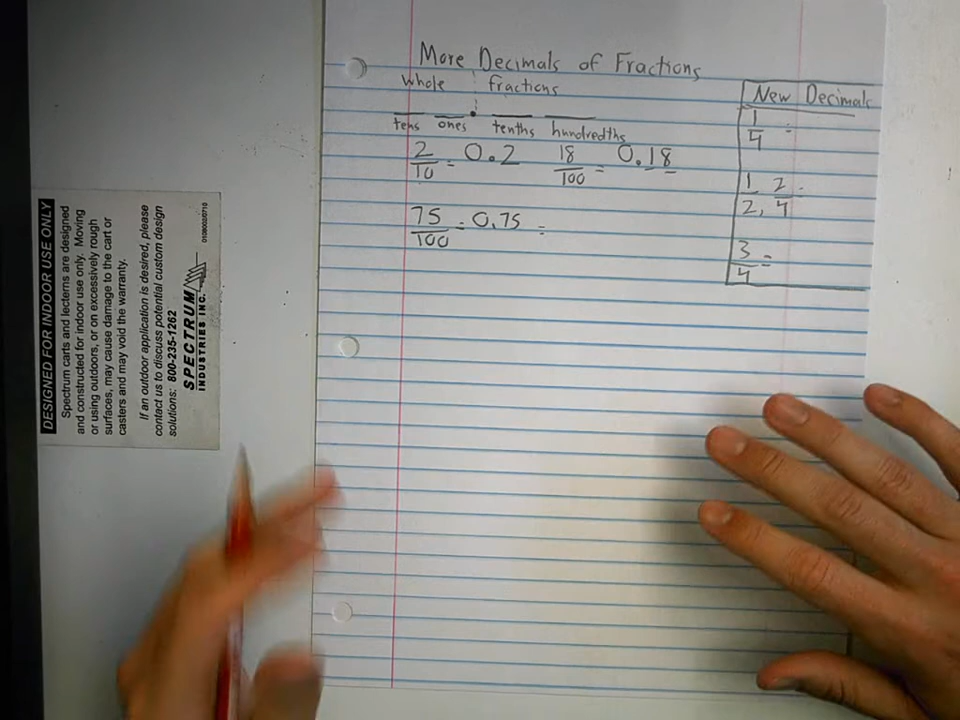 More Decimals of Fractions
whole fractions
tens ones . tenths hundredths
2/10 = 0.2 18/100 = 0.18
75/100 = 0.75 =
New Decimals
1/4 =
1/2, 2/4 =
3/4 =
DESIGNED FOR INDOOR USE ONLY
Spectrum carts and lecterns are designed
and constructed for indoor use only. Moving
or using outdoors, or on excessively rough
surfaces, may cause damage to the cart or
casters and may void the warranty.
If an outdoor application is desired, please
contact us to discuss potential custom design
solutions: 800-235-1262
SPECTRUM
INDUSTRIES INC.